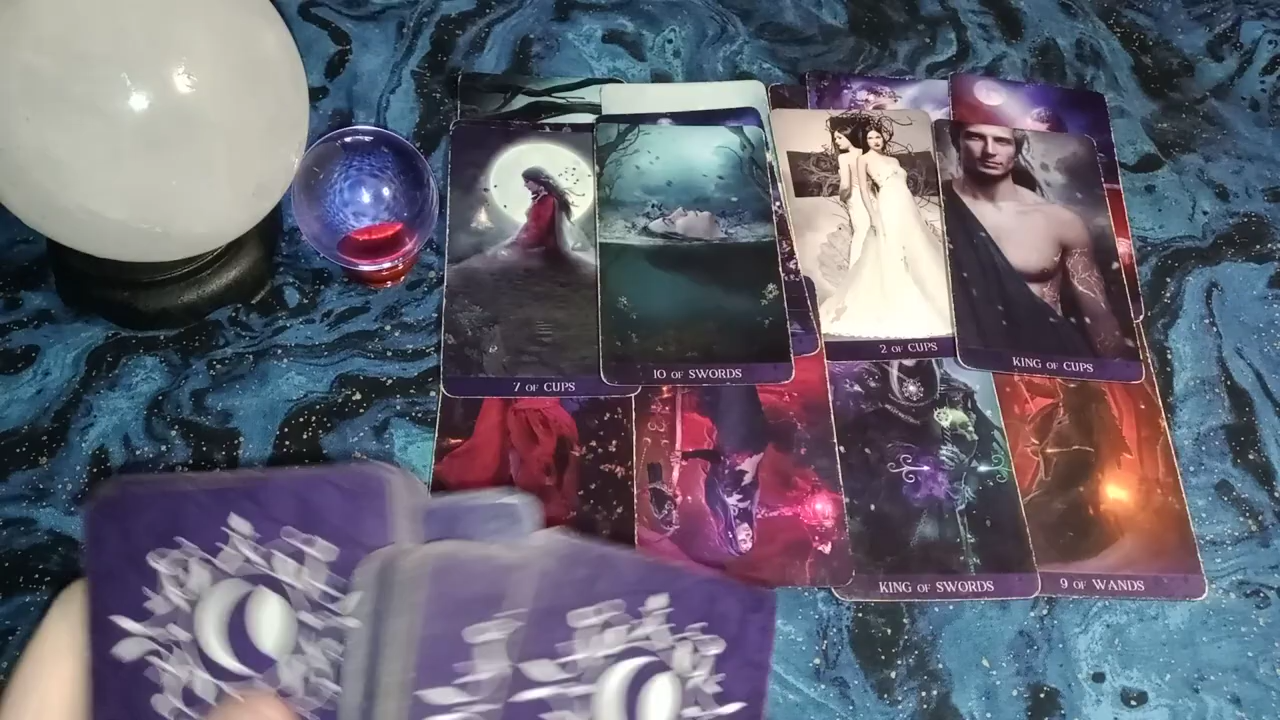 7 OF CUPS
10 OF SWORDS
2 OF CUPS
KING OF CUPS
KING OF SWORDS
9 OF WANDS